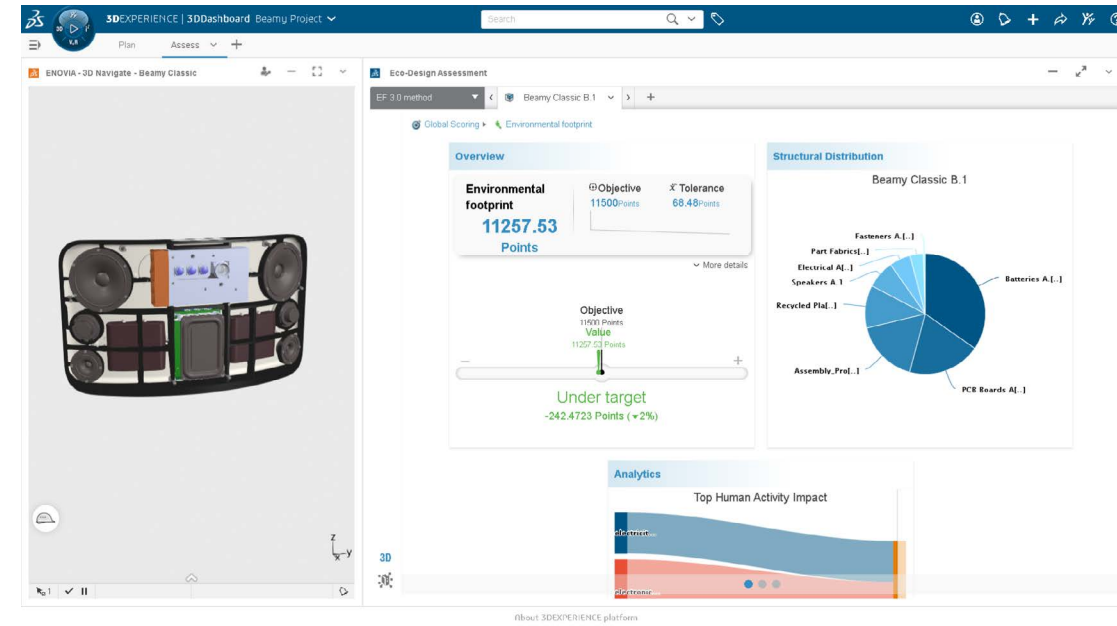 3DEXPERIENCE | 3DDashboard Beamy Project
Search
3D
V.R
Plan
Assess
ENOVIA - 3D Navigate - Beamy Classic
Eco-Design Assessment
EF 3.0 method
Beamy Classic B.1
Global Scoring
Environmental footprint
Overview
Environmental
footprint
11257.53
Points
Objective
11500Points
Tolerance
68.48Points
More details
Objective
11500 Points
Value
11257.53 Points
Under target
-242.4723 Points (▾2%)
Structural Distribution
Beamy Classic B.1
Fasteners A.[..]
Part Fabrics[..]
Electrical A[..]
Speakers A.1
Recycled Pla[..]
Assembly_Pro[..]
Batteries A.[..]
PCB Boards A[..]
Analytics
Top Human Activity Impact
electricit...
electronic...
z
y
x
3D
1
About 3DEXPERIENCE platform